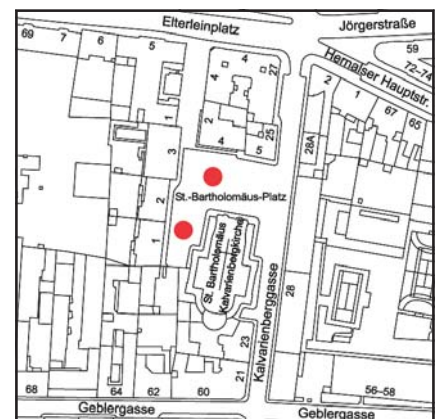 Elterleinplatz
Jörgerstraße
69
7
6
5
4
27
59
72–74
Hernalser Hauptstr.
4
2
1
67
65
1
2
4
5
25
28A
3
St.-Bartholomäus-Platz
2
1
St. Bartholomäus
Kalvarienbergkirche
Kalvarienberggasse
28
23
21
68
64
62
60
56–58
Geblergasse
Geblergasse